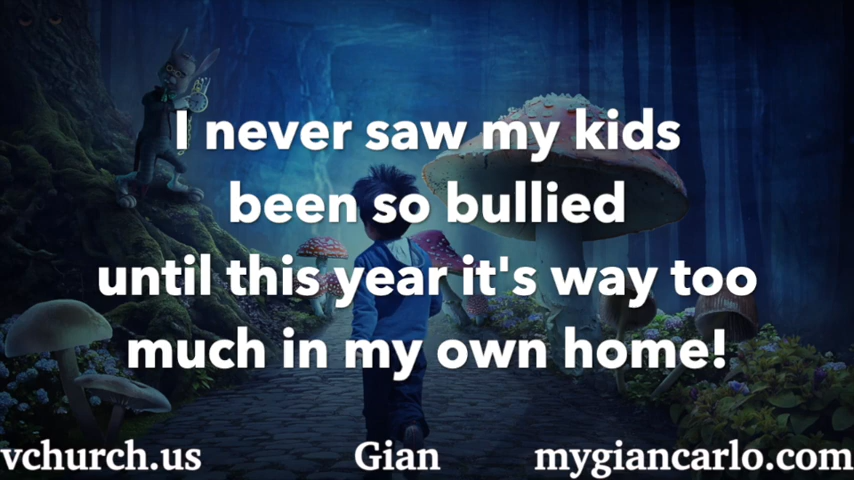 I never saw my kids
been so bullied
until this year it's way too
much in my own home!
vchurch.us Gian mygiancarlo.com